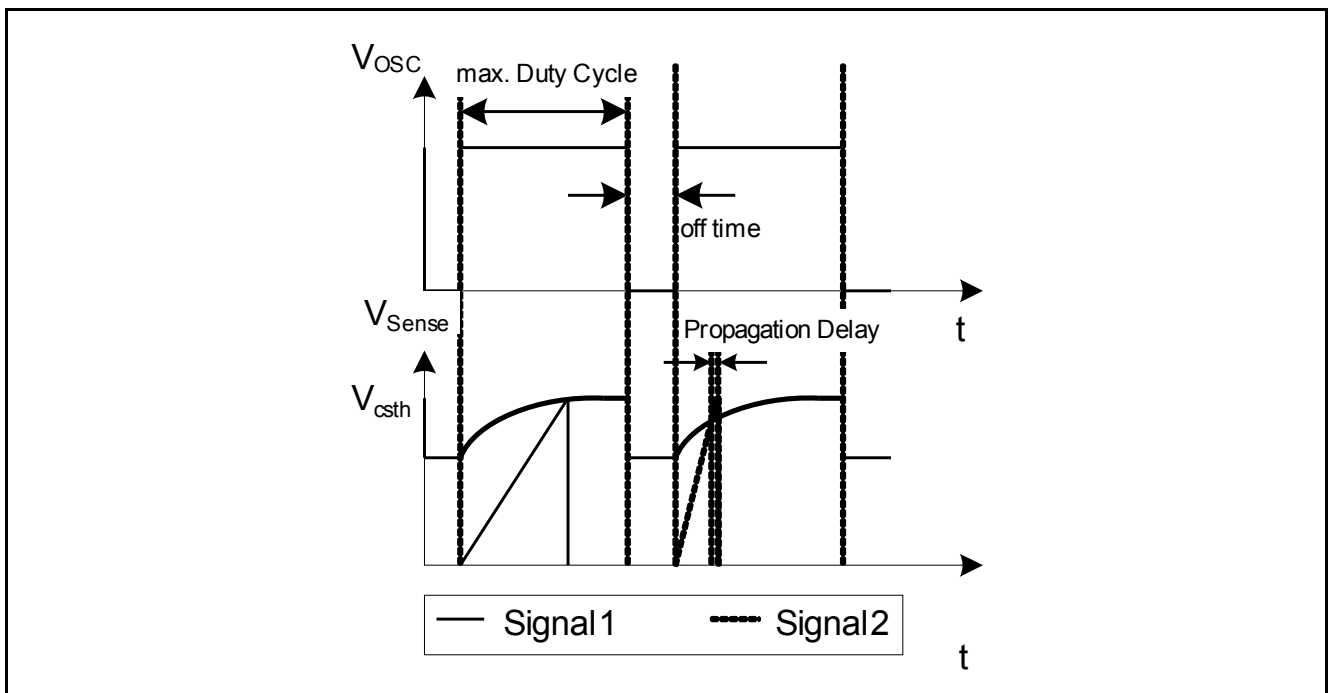 VOSC
max. Duty Cycle
off time
VSense
Propagation Delay
t
Vcsth
Signal1
Signal2
t